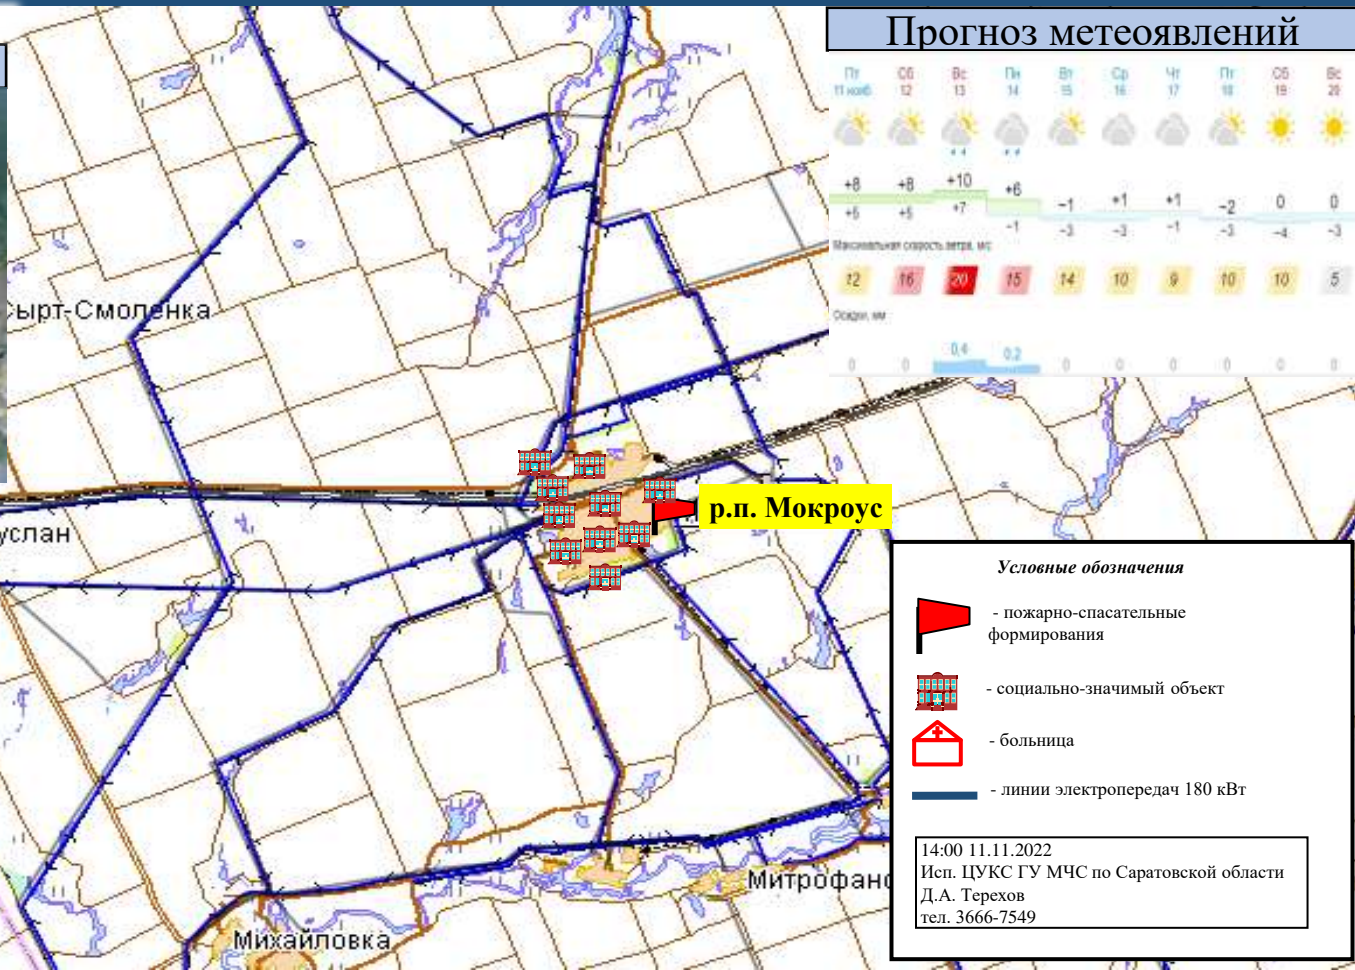 Прогноз метеоявлений
Пт Сб Вс Пн Вт Ср Чт Пт Сб Вс
11 нояб 12 13 14 15 16 17 18 19 20
+8 +8 +10 +6 −1 +1 +1 −2 0 0
+6 +5 +7 −1 −3 −3 −1 −3 −4 −3
Максимальная скорость ветра, м/с
12 16 20 15 14 10 9 10 10 5
Осадки, мм
0 0 0,4 0,2 0 0 0 0 0 0
Сырт-Смоленка
р.п. Мокроус
услан
Условные обозначения
- пожарно-спасательные
формирования
- социально-значимый объект
- больница
- линии электропередач 180 кВт
14:00 11.11.2022
Исп. ЦУКС ГУ МЧС по Саратовской области
Д.А. Терехов
тел. 3666-7549
Митрофано
Михайловка